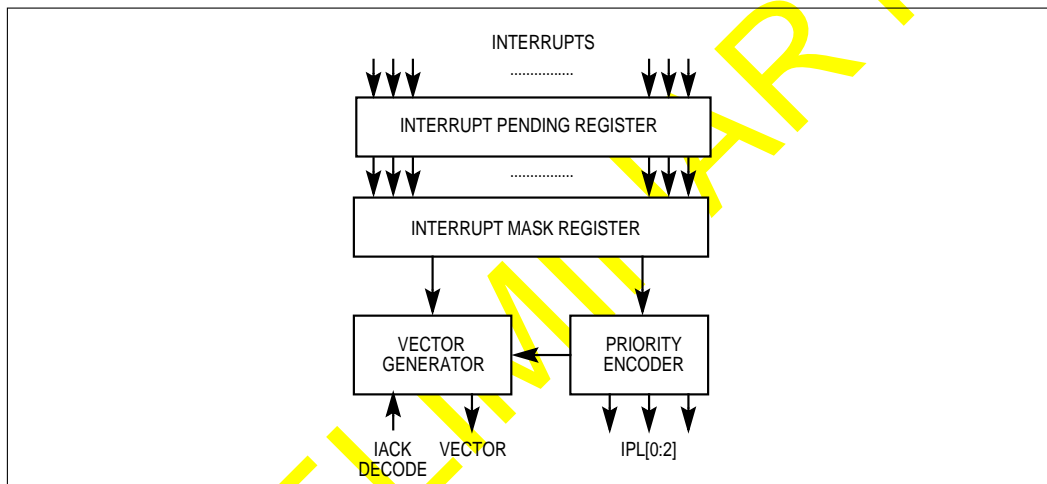 INTERRUPTS
INTERRUPT PENDING REGISTER
INTERRUPT MASK REGISTER
VECTOR
GENERATOR
PRIORITY
ENCODER
IACK
DECODE
VECTOR
IPL[0:2]